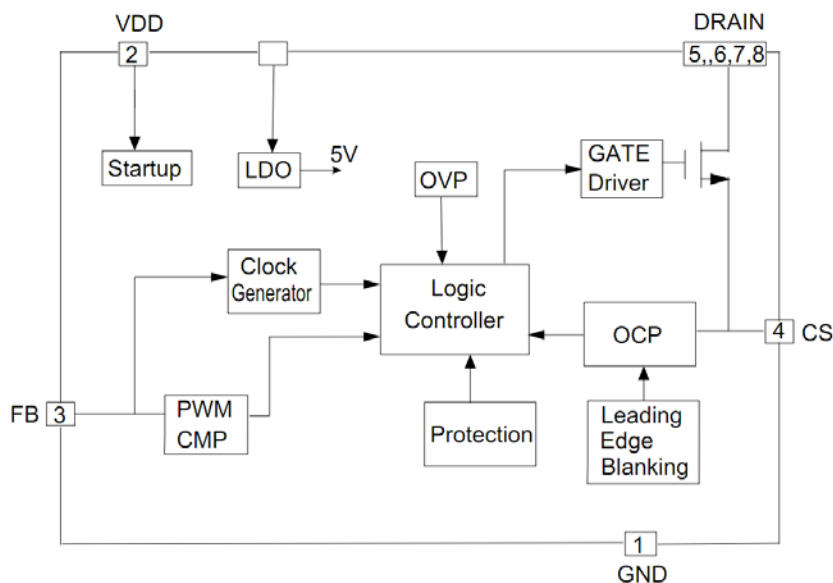 VDD
DRAIN
2
5,,6,7,8
Startup
LDO
5V
OVP
GATE
Driver
Clock
Generator
Logic
Controller
OCP
4
CS
FB
3
PWM
CMP
Protection
Leading
Edge
Blanking
1
GND